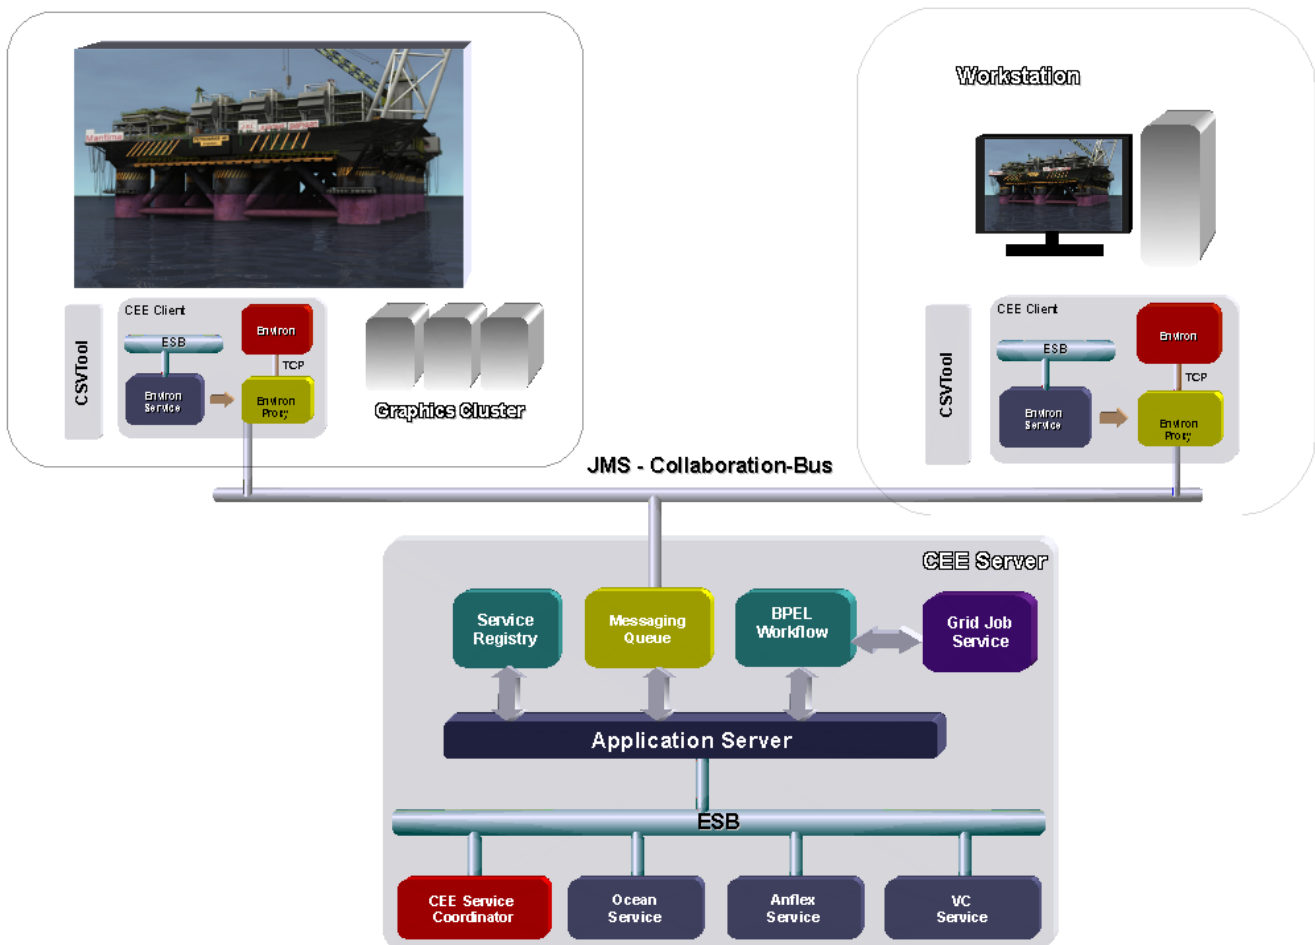 Workstation
CEE Client
ESB
CSVTool
Environ
TCP
Environ
Service
Environ
Proxy
Graphics Cluster
CEE Client
ESB
CSVTool
Environ
TCP
Environ
Service
Environ
Proxy
JMS - Collaboration-Bus
CEE Server
Service
Registry
Messaging
Queue
BPEL
Workflow
Grid Job
Service
Application Server
ESB
CEE Service
Coordinator
Ocean
Service
Anflex
Service
VC
Service